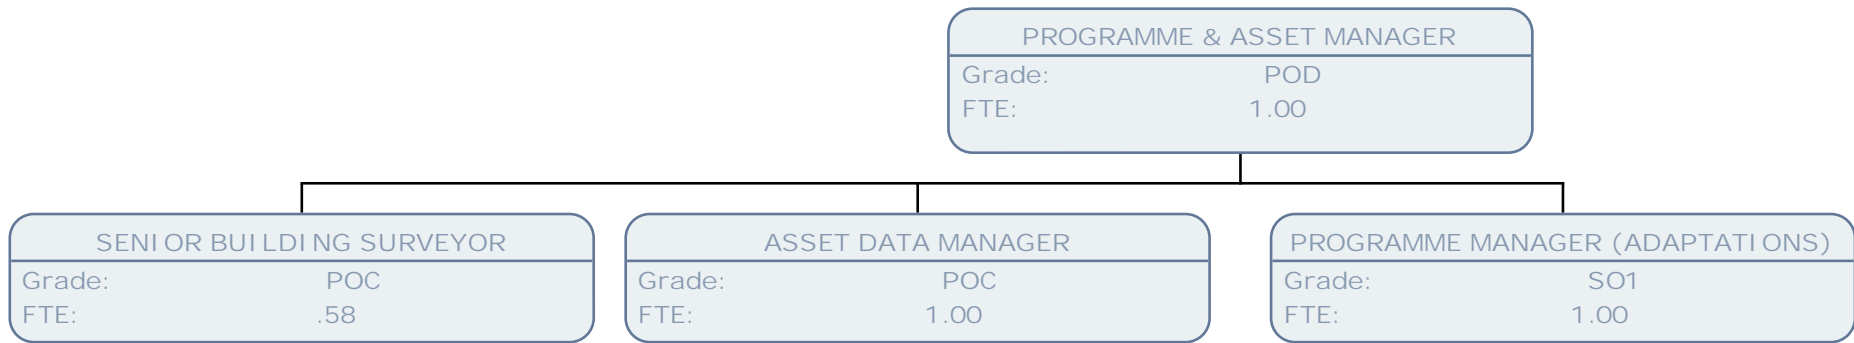 PROGRAMME & ASSET MANAGER
Grade: POD
FTE: 1.00
SENIOR BUILDING SURVEYOR
Grade: POC
FTE: .58
ASSET DATA MANAGER
Grade: POC
FTE: 1.00
PROGRAMME MANAGER (ADAPTATIONS)
Grade: SO1
FTE: 1.00